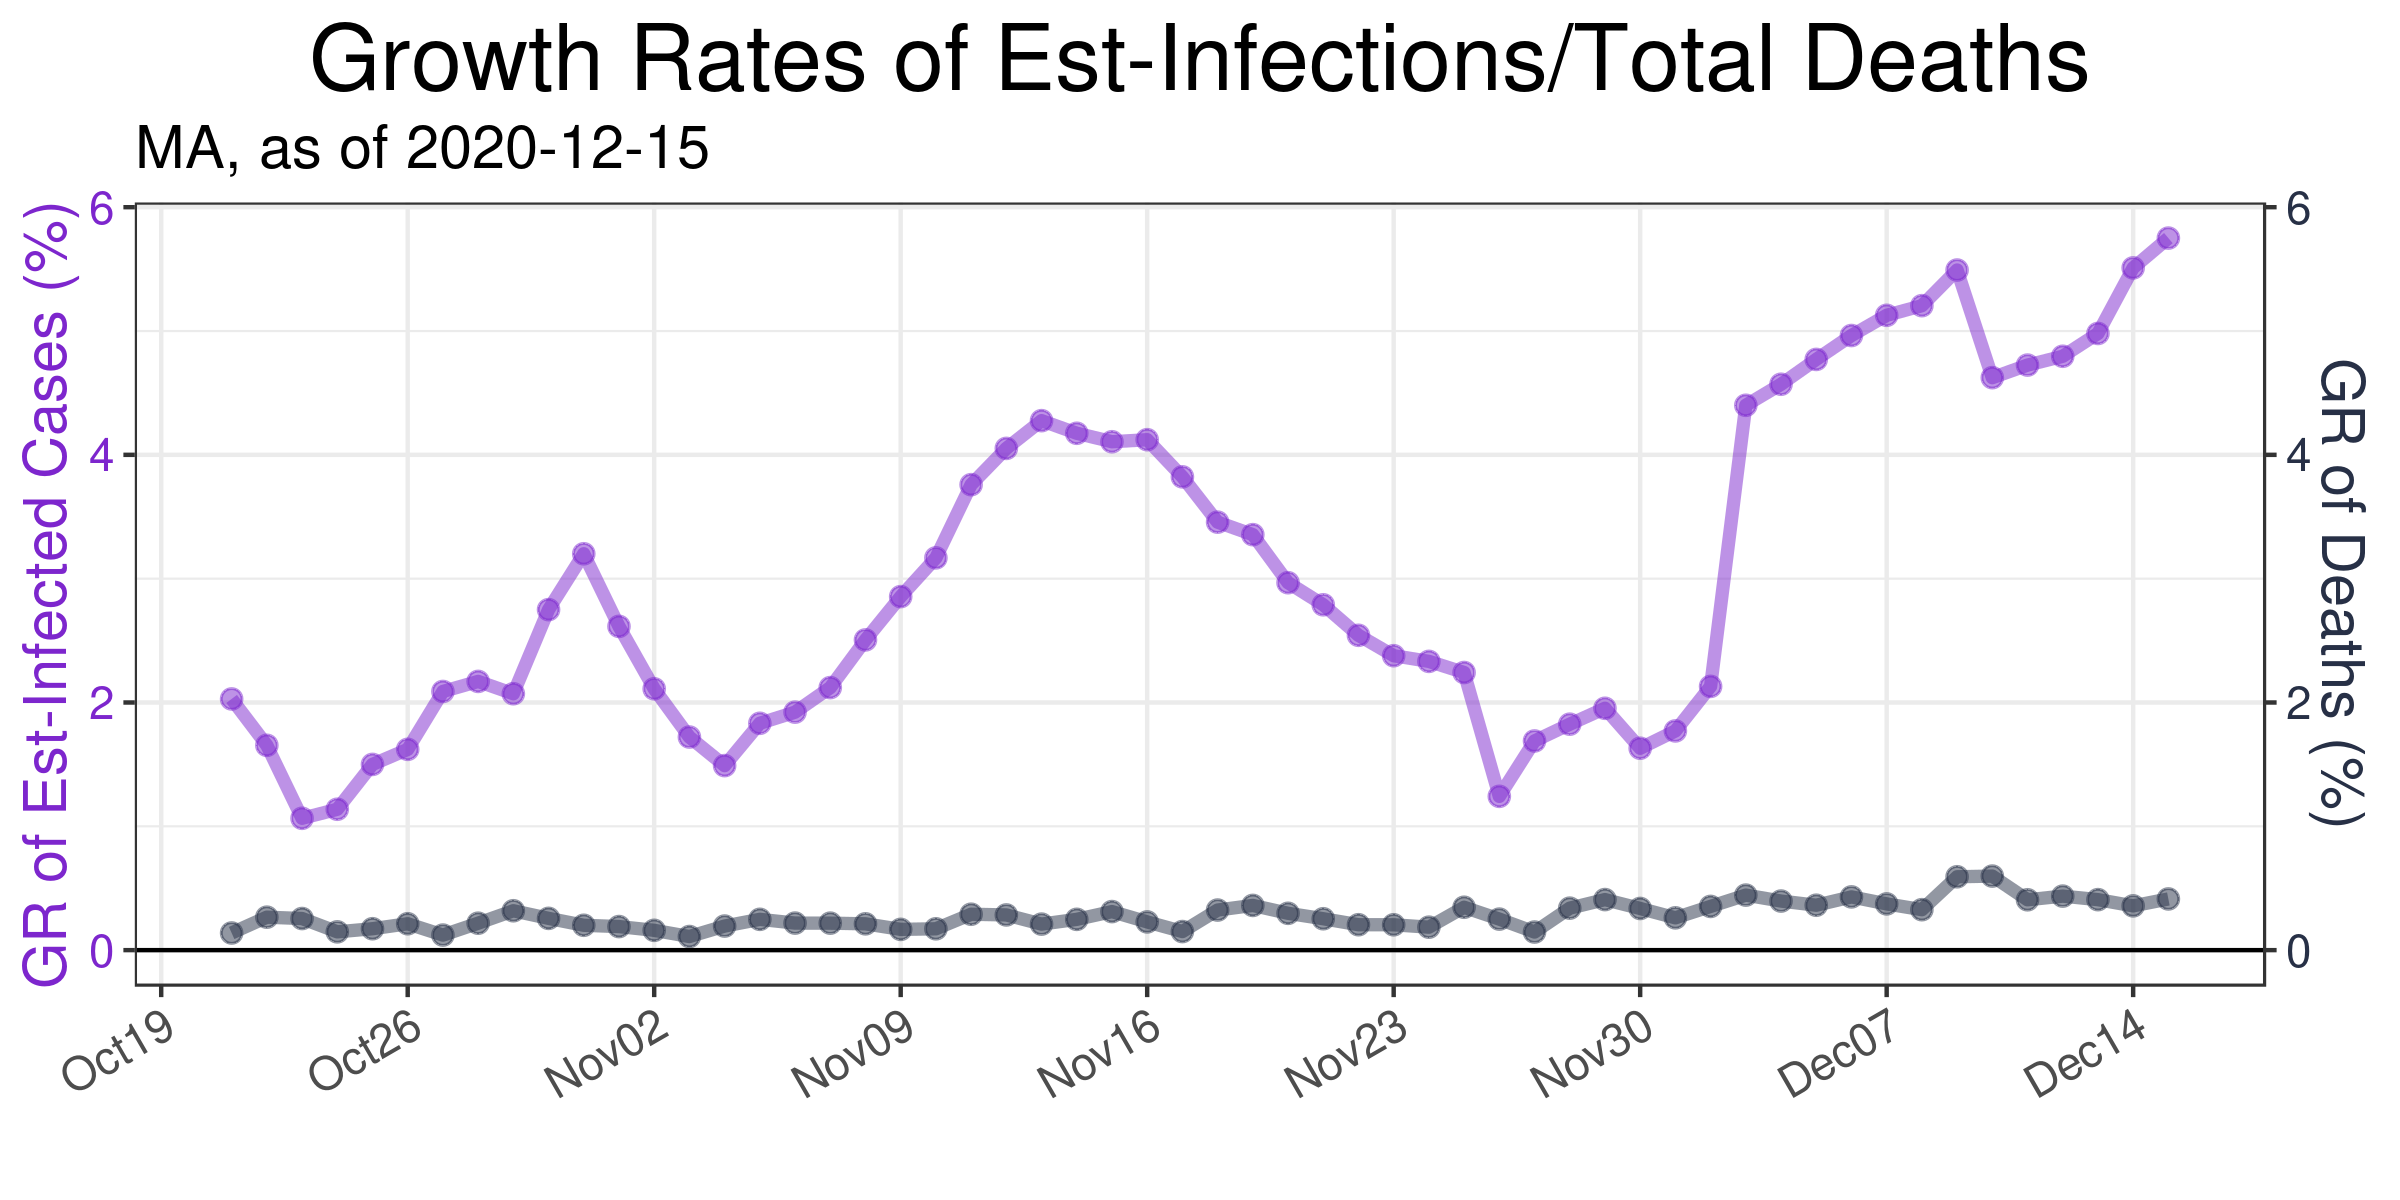 Growth Rates of Est-Infections/Total Deaths
MA, as of 2020-12-15
GR of Est-Infected Cases (%)
6
4
2
0
6
4
2
0
GR of Deaths (%)
Oct19
Oct26
Nov02
Nov09
Nov16
Nov23
Nov30
Dec07
Dec14